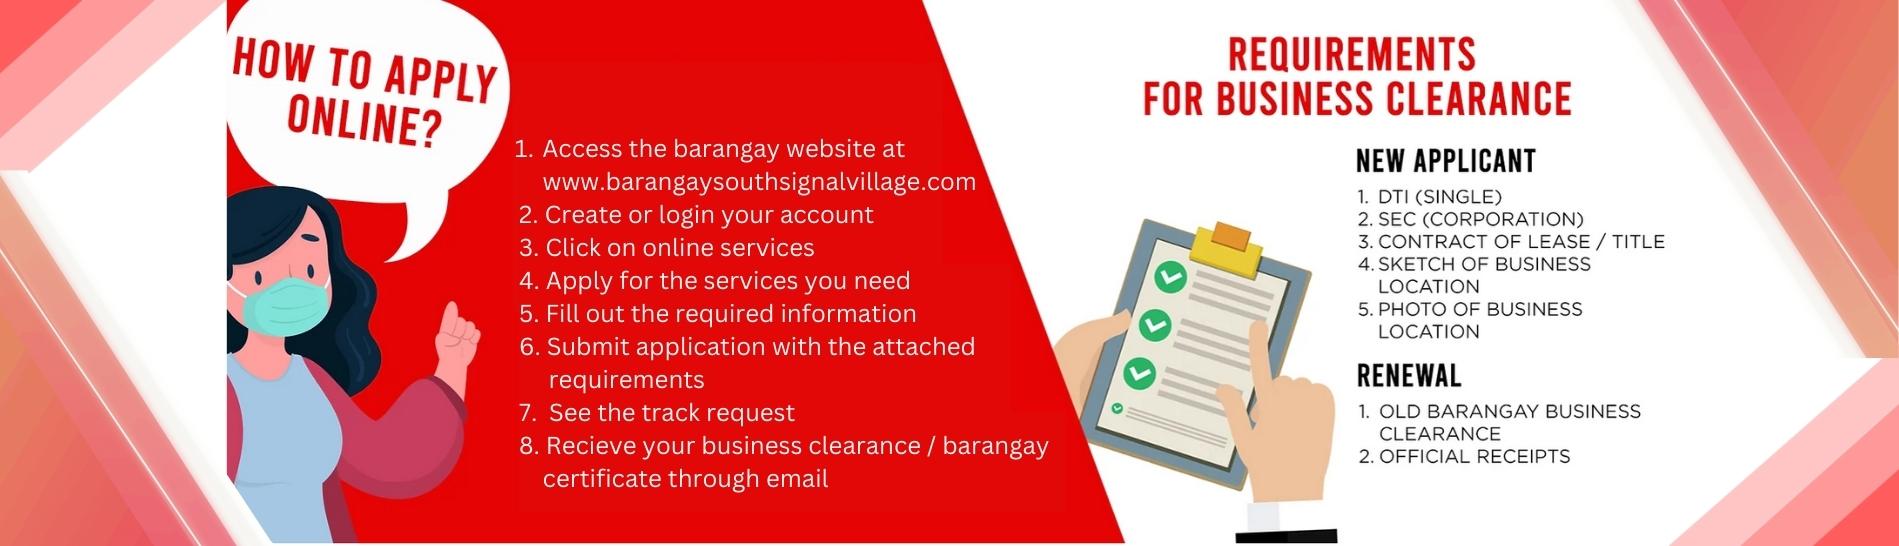 HOW TO APPLY
ONLINE?
1. Access the barangay website at
www.barangaysouthsignalvillage.com
2. Create or login your account
3. Click on online services
4. Apply for the services you need
5. Fill out the required information
6. Submit application with the attached
requirements
7. See the track request
8. Recieve your business clearance / barangay
certificate through email
REQUIREMENTS
FOR BUSINESS CLEARANCE
NEW APPLICANT
1. DTI (SINGLE)
2. SEC (CORPORATION)
3. CONTRACT OF LEASE / TITLE
4. SKETCH OF BUSINESS
LOCATION
5. PHOTO OF BUSINESS
LOCATION
RENEWAL
1. OLD BARANGAY BUSINESS
CLEARANCE
2. OFFICIAL RECEIPTS